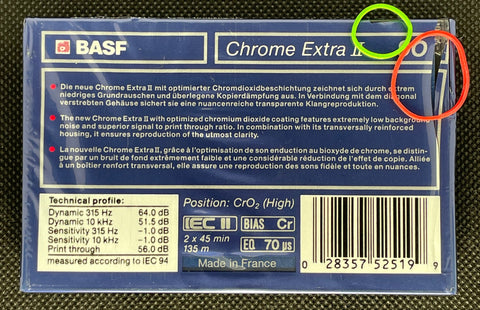 BASF
Chrome Extra II
Die neue Chrome Extra II mit optimierter Chromdioxidbeschichtung zeichnet sich durch extrem
niedriges Grundrauschen und überlegene Kopierdämpfung aus. In Verbindung mit dem diagonal
verstrebten Gehäuse sichert sie eine nuancenreiche transparente Klangreproduktion.
The new Chrome Extra II with optimized chromium dioxide coating features extremely low background
noise and superior signal to print through ratio. In combination with its transversally reinforced
housing, it ensures reproduction of the utmost clarity.
La nouvelle Chrome Extra II, grâce à l'optimisation de son enduction au bioxyde de chrome, se distin-
gue par un bruit de fond extrêmement faible et une considérable réduction de l'effet de copie. Alliée
à un boîtier renfort transversal, elle assure une reproduction des sons fidèle et toute en nuances.
Technical profile:
Dynamic 315 Hz 64.0 dB
Dynamic 10 kHz 51.5 dB
Sensitivity 315 Hz -1.0 dB
Sensitivity 10 kHz -1.0 dB
Print through 56.0 dB
measured according to IEC 94
Position: CrO₂ (High)
IEC II BIAS Cr
2 x 45 min
135 m
EQ. 70 µs
Made in France
0 28357 52519 9